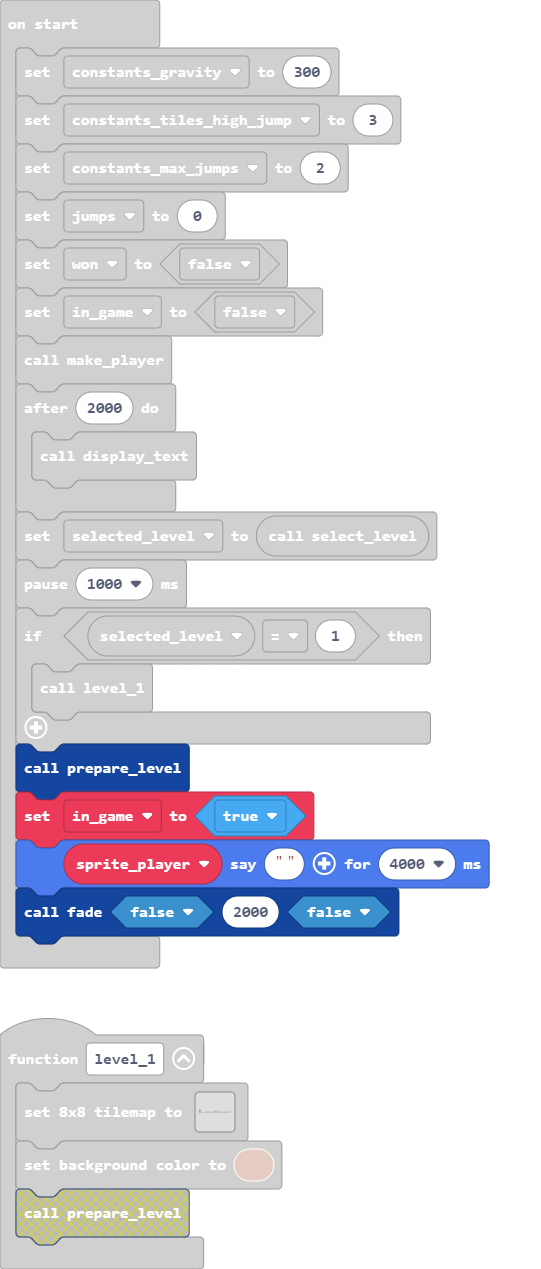 on start
set constants_gravity to 300
set constants_tiles_high_jump to 3
set constants_max_jumps to 2
set jumps to 0
set won to false
set in_game to false
call make_player
after 2000 do
call display_text
set selected_level to call select_level
pause 1000 ms
if selected_level = 1 then
call level_1
call prepare_level
set in_game to true
sprite_player say " " for 4000 ms
call fade false 2000 false
function level_1
set 8x8 tilemap to
set background color to
call prepare_level